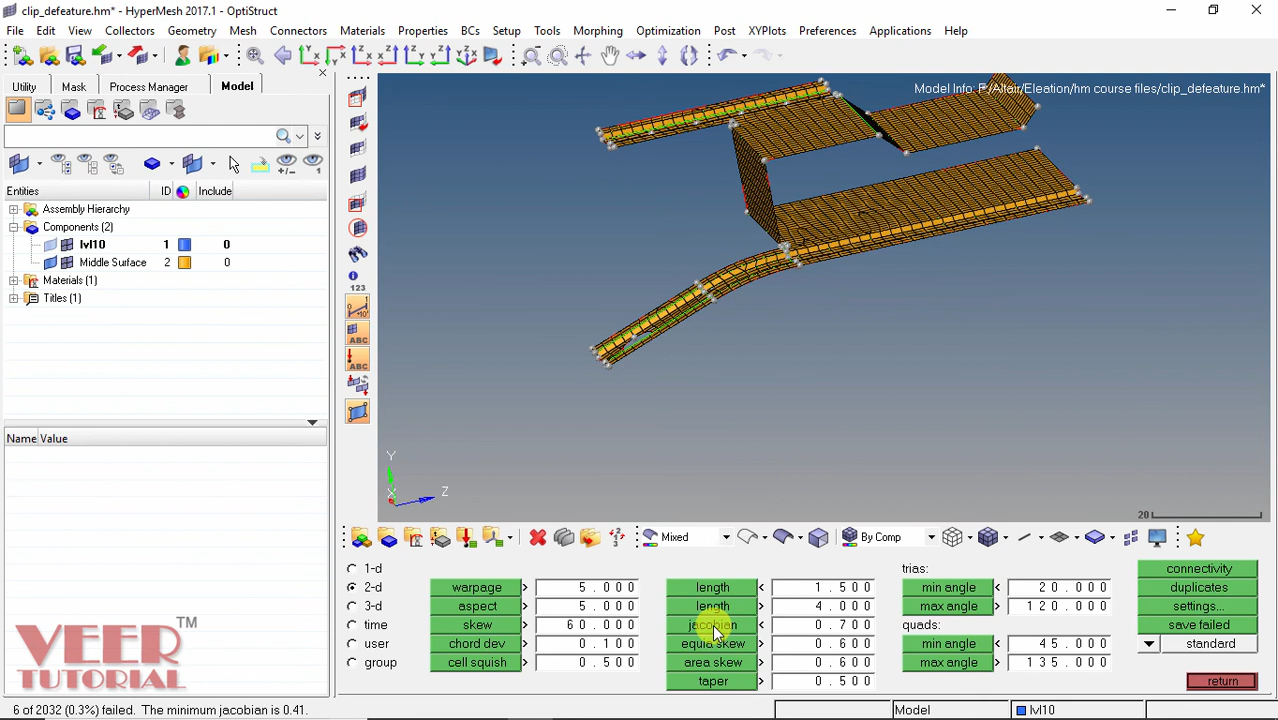 clip_defeature.hm* - HyperMesh 2017.1 - OptiStruct
File Edit View Collectors Geometry Mesh Connectors Materials Properties BCs Setup Tools Morphing Optimization Post XYPlots Preferences Applications Help
Utility Mask Process Manager Model
Entities ID Include
Assembly Hierarchy
Components (2)
lvl10 1 0
Middle Surface 2 0
Materials (1)
Titles (1)
Name Value
123
ABC
ABC
Model Info: F:/Altair/Eleation/hm course files/clip_defeature.hm*
Y
X Z
20
Mixed By Comp
1-d
2-d
3-d
time
user
group
warpage > 5.000
aspect > 5.000
skew > 60.000
chord dev > 0.100
cell squish > 0.500
length < 1.500
length > 4.000
jacobian < 0.700
equia skew > 0.600
area skew > 0.600
taper > 0.500
trias:
min angle < 20.000
max angle > 120.000
quads:
min angle < 45.000
max angle > 135.000
connectivity
duplicates
settings...
save failed
standard
return
VEER TM
TUTORIAL
6 of 2032 (0.3%) failed. The minimum jacobian is 0.41.
Model lvl10